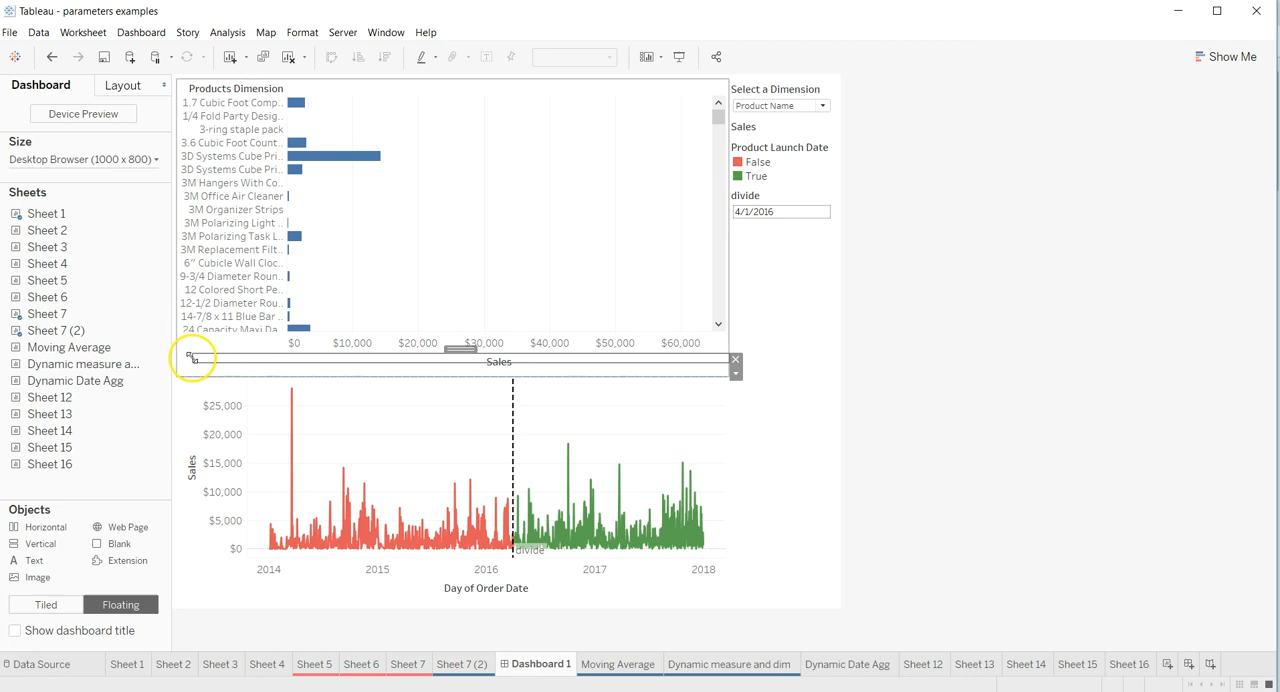 Tableau - parameters examples
File Data Worksheet Dashboard Story Analysis Map Format Server Window Help
Show Me
Dashboard Layout
Device Preview
Size
Desktop Browser (1000 x 800)
Sheets
Sheet 1
Sheet 2
Sheet 3
Sheet 4
Sheet 5
Sheet 6
Sheet 7
Sheet 7 (2)
Moving Average
Dynamic measure a...
Dynamic Date Agg
Sheet 12
Sheet 13
Sheet 14
Sheet 15
Sheet 16
Objects
Horizontal Web Page
Vertical Blank
Text Extension
Image
Tiled Floating
Show dashboard title
Products Dimension
1.7 Cubic Foot Comp..
1/4 Fold Party Desig..
3-ring staple pack
3.6 Cubic Foot Count..
3D Systems Cube Pri..
3D Systems Cube Pri..
3M Hangers With Co..
3M Office Air Cleaner
3M Organizer Strips
3M Polarizing Light ..
3M Polarizing Task L..
3M Replacement Filt..
6" Cubicle Wall Cloc..
9-3/4 Diameter Roun..
12 Colored Short Pe..
12-1/2 Diameter Rou..
14-7/8 x 11 Blue Bar ..
24 Capacity Maxi Da..
$0 $10,000 $20,000 $30,000 $40,000 $50,000 $60,000
Sales
Select a Dimension
Product Name
Sales
Product Launch Date
False
True
divide
4/1/2016
$25,000
$20,000
$15,000
$10,000
$5,000
$0
Sales
divide
2014 2015 2016 2017 2018
Day of Order Date
Data Source Sheet 1 Sheet 2 Sheet 3 Sheet 4 Sheet 5 Sheet 6 Sheet 7 Sheet 7 (2) Dashboard 1 Moving Average Dynamic measure and dim Dynamic Date Agg Sheet 12 Sheet 13 Sheet 14 Sheet 15 Sheet 16